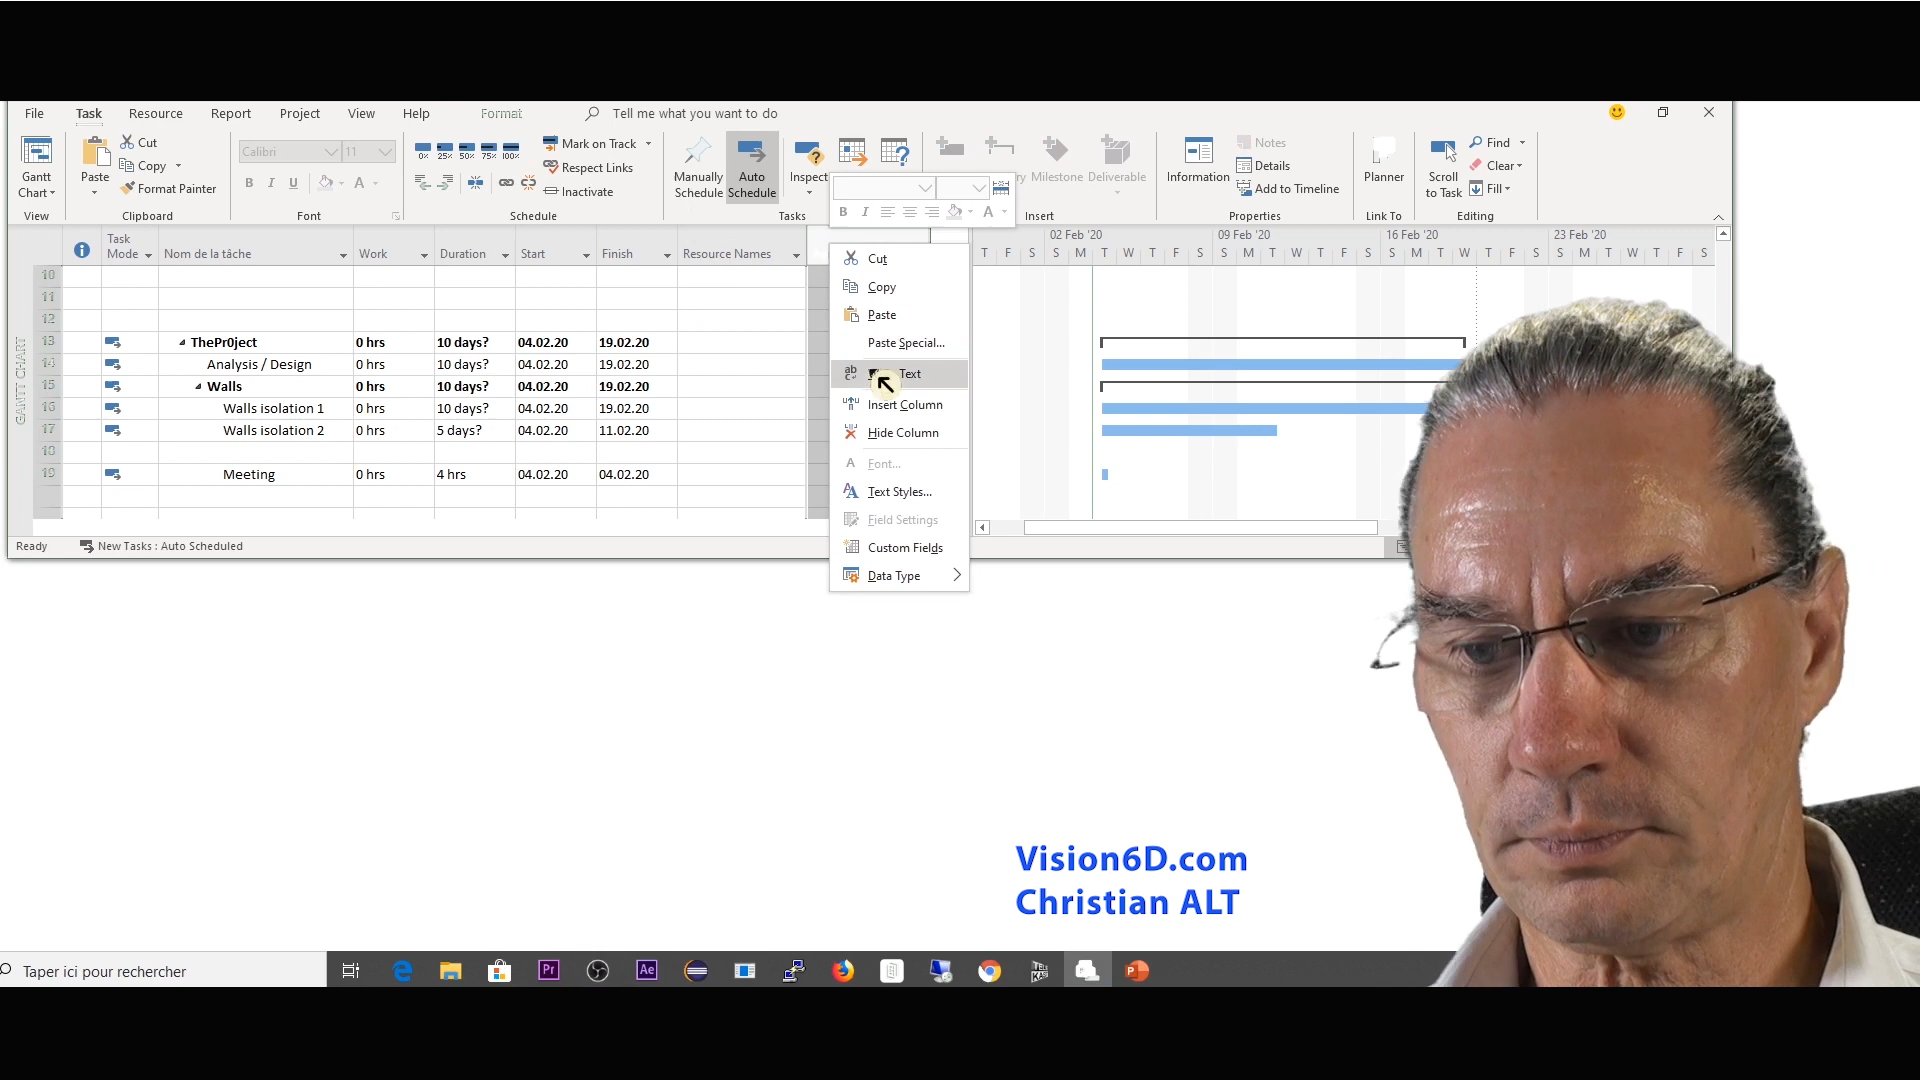 File Task Resource Report Project View Help Format Tell me what you want to do
Gantt Chart
View
Paste
Cut
Copy
Format Painter
Clipboard
Calibri 11
B I U A
Font
0% 25% 50% 75% 100%
Mark on Track
Respect Links
Inactivate
Schedule
Manually Schedule
Auto Schedule
Inspect
Tasks
B I A
Milestone
Deliverable
Insert
Information
Notes
Details
Add to Timeline
Properties
Planner
Link To
Scroll to Task
Find
Clear
Fill
Editing
Task Mode Nom de la tâche Work Duration Start Finish Resource Names
02 Feb '20 09 Feb '20 16 Feb '20 23 Feb '20
T F S S M T W T F S S M T W T F S S M T W T F S S M T W T F S
10
11
12
13 ThePr0ject 0 hrs 10 days? 04.02.20 19.02.20
14 Analysis / Design 0 hrs 10 days? 04.02.20 19.02.20
15 Walls 0 hrs 10 days? 04.02.20 19.02.20
16 Walls isolation 1 0 hrs 10 days? 04.02.20 19.02.20
17 Walls isolation 2 0 hrs 5 days? 04.02.20 11.02.20
18
19 Meeting 0 hrs 4 hrs 04.02.20 04.02.20
GANTT CHART
Cut
Copy
Paste
Paste Special...
Text
Insert Column
Hide Column
Font...
Text Styles...
Field Settings
Custom Fields
Data Type
Ready New Tasks : Auto Scheduled
Vision6D.com
Christian ALT
Taper ici pour rechercher
Pr Ae